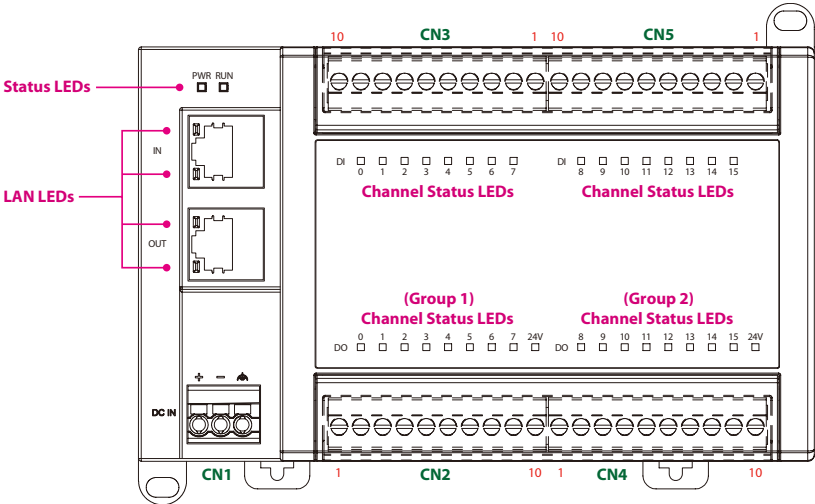 10 CN3 1 10 CN5 1
PWR RUN
Status LEDs
IN
DI 0 1 2 3 4 5 6 7
DI 8 9 10 11 12 13 14 15
Channel Status LEDs
Channel Status LEDs
LAN LEDs
OUT
(Group 1)
Channel Status LEDs
(Group 2)
Channel Status LEDs
DO 0 1 2 3 4 5 6 7 24V
DO 8 9 10 11 12 13 14 15 24V
+ −
DC IN
CN1 1 CN2 10 1 CN4 10